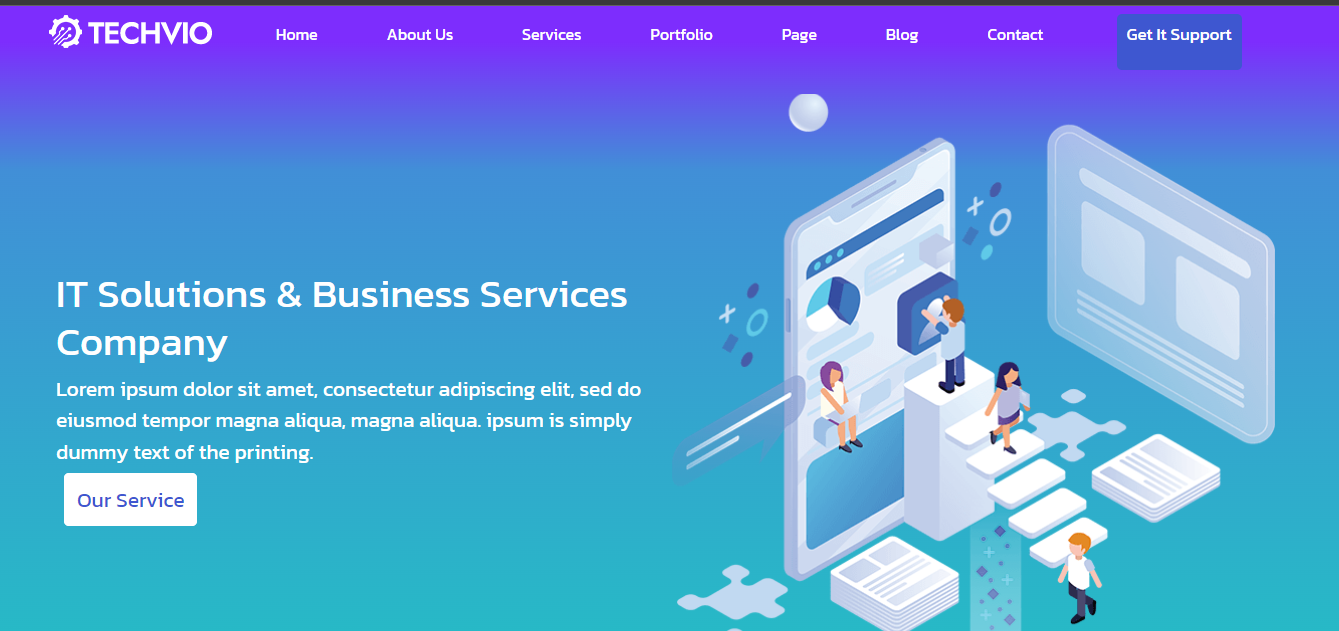 TECHVIO
Home
About Us
Services
Portfolio
Page
Blog
Contact
Get It Support
IT Solutions & Business Services
Company
Lorem ipsum dolor sit amet, consectetur adipiscing elit, sed do
eiusmod tempor magna aliqua, magna aliqua. ipsum is simply
dummy text of the printing.
Our Service